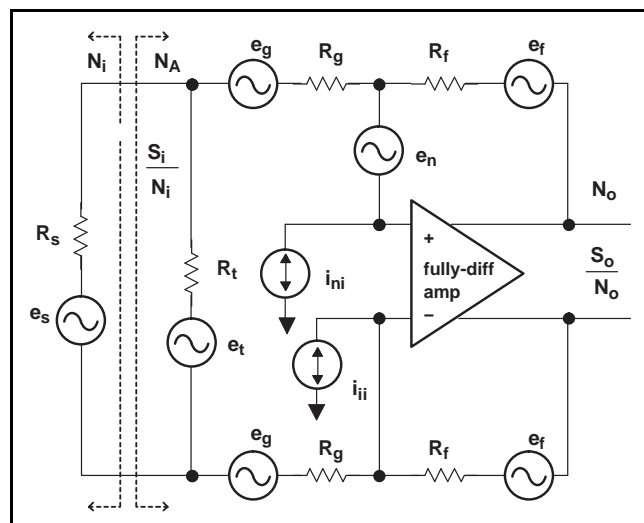 Ni NA eg Rg Rf ef
Si
Ni
en
No
Rs Rt ini + fully-diff amp −
So
No
es et iii
eg Rg Rf ef